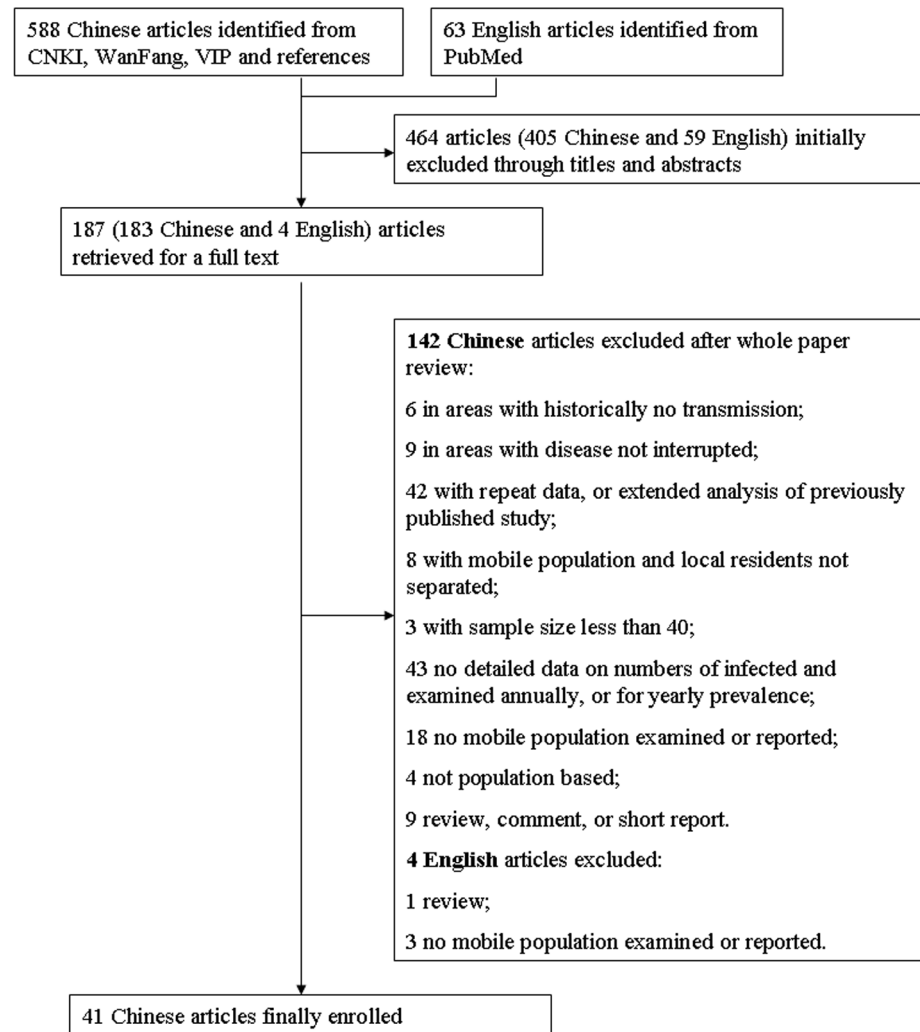 588 Chinese articles identified from
CNKI, WanFang, VIP and references
63 English articles identified from
PubMed
464 articles (405 Chinese and 59 English) initially
excluded through titles and abstracts
187 (183 Chinese and 4 English) articles
retrieved for a full text
142 Chinese articles excluded after whole paper
review:
6 in areas with historically no transmission;
9 in areas with disease not interrupted;
42 with repeat data, or extended analysis of previously
published study;
8 with mobile population and local residents not
separated;
3 with sample size less than 40;
43 no detailed data on numbers of infected and
examined annually, or for yearly prevalence;
18 no mobile population examined or reported;
4 not population based;
9 review, comment, or short report.
4 English articles excluded:
1 review;
3 no mobile population examined or reported.
41 Chinese articles finally enrolled